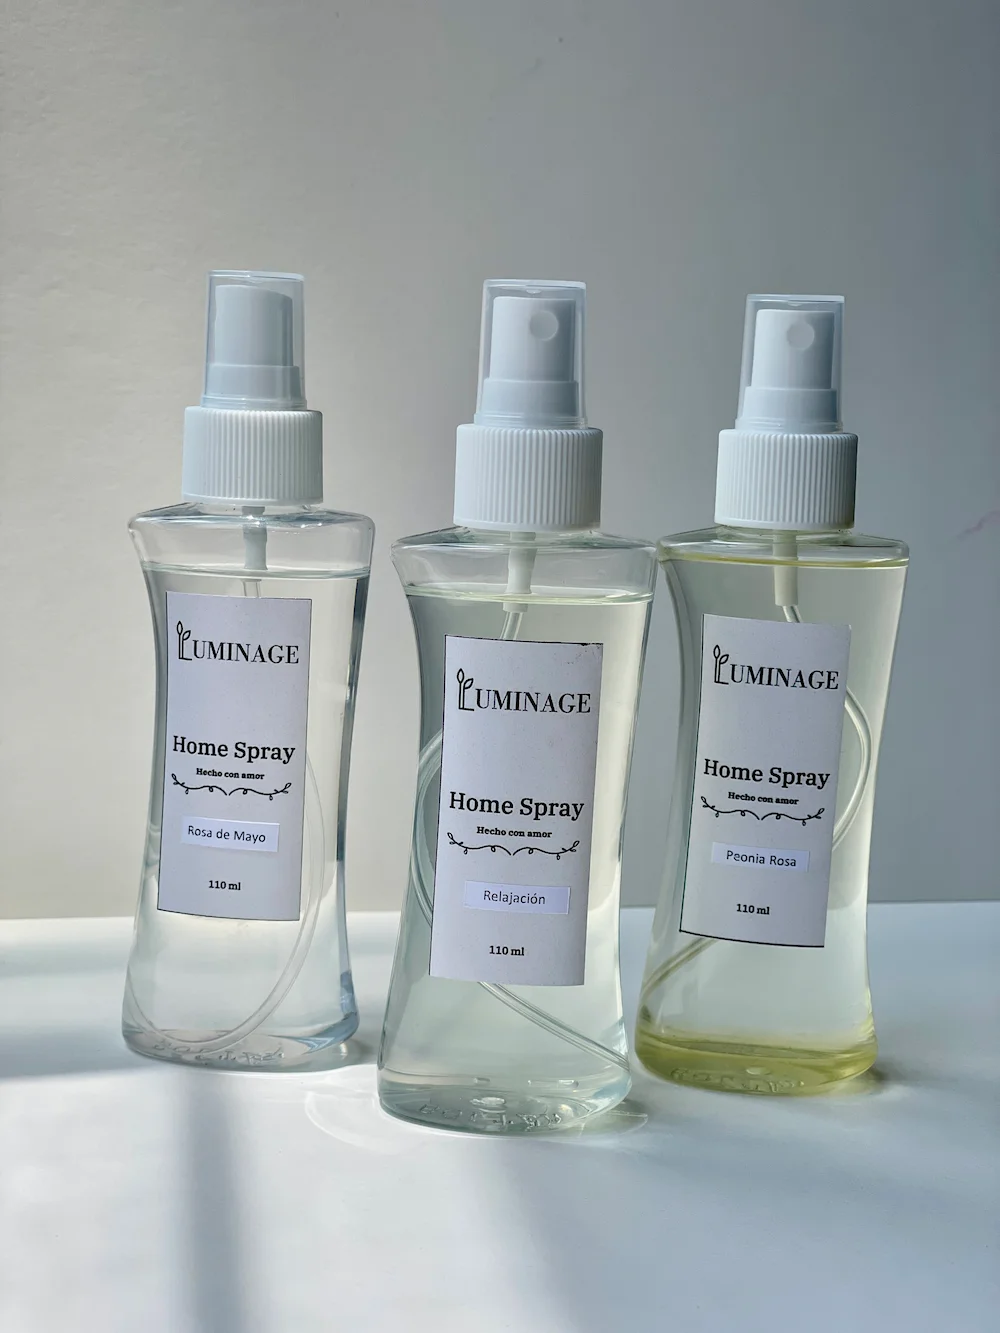 LUMINAGE
Home Spray
Hecho con amor
Rosa de Mayo
110 ml
LUMINAGE
Home Spray
Hecho con amor
Relajación
110 ml
LUMINAGE
Home Spray
Hecho con amor
Peonia Rosa
110 ml